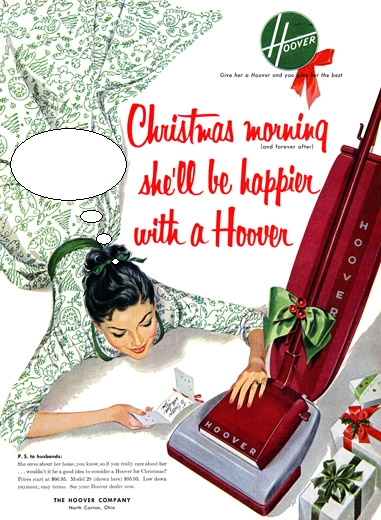 HOOVER
Give her a Hoover and you give her the best
Christmas morning
(and forever after)
she'll be happier
with a Hoover
HOOVER
HOOVER
P. S. to husbands:
She cares about her home, you know, so if you really care about her
. . . wouldn't it be a good idea to consider a Hoover for Christmas?
Prices start at $66.95. Model 29 (shown here) $95.95. Low down
payment; easy terms. See your Hoover dealer now.
THE HOOVER COMPANY
North Canton, Ohio